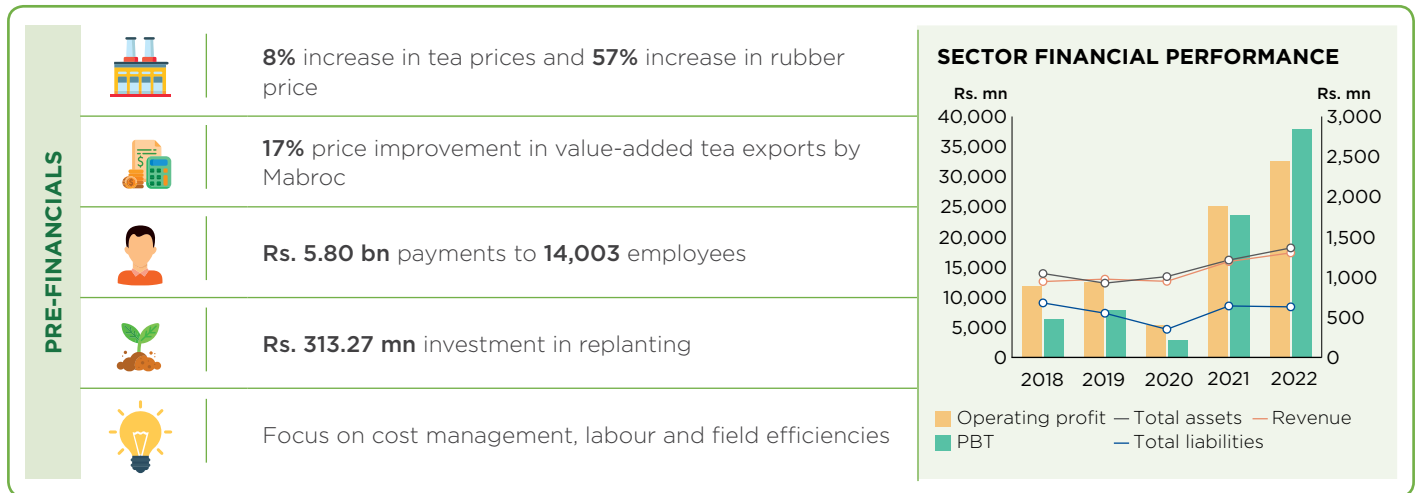 PRE-FINANCIALS
8% increase in tea prices and 57% increase in rubber
price
17% price improvement in value-added tea exports by
Mabroc
Rs. 5.80 bn payments to 14,003 employees
Rs. 313.27 mn investment in replanting
Focus on cost management, labour and field efficiencies
SECTOR FINANCIAL PERFORMANCE
Rs. mn
Rs. mn
40,000
35,000
30,000
25,000
20,000
15,000
10,000
5,000
0
3,000
2,500
2,000
1,500
1,000
500
0
2018 2019 2020 2021 2022
Operating profit Total assets Revenue
PBT Total liabilities